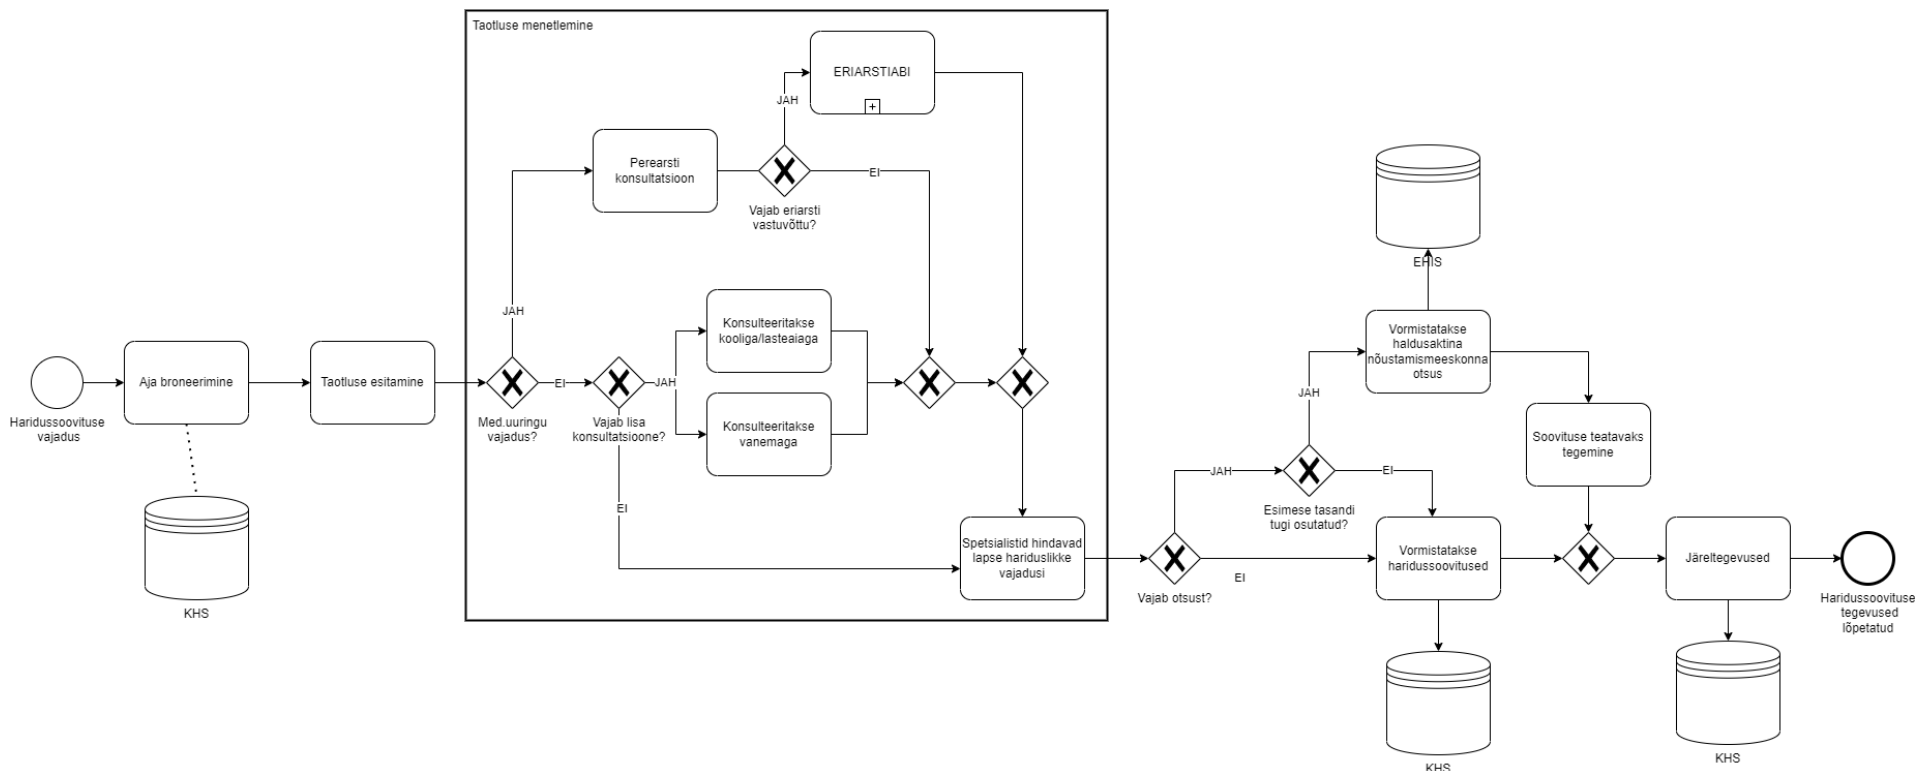 Taotluse menetlemine
ERIARSTIABI
JAH
Perearsti
konsultatsioon
EI
Vajab eriarsti
vastuvõttu?
JAH
Haridussoovituse
vajadus
Aja broneerimine
KHS
Taotluse esitamine
Med.uuringu
vajadus?
EI
Vajab lisa
konsultatsioone?
JAH
Konsulteeritakse
kooliga/lasteaiaga
Konsulteeritakse
vanemaga
EI
Spetsialistid hindavad
lapse hariduslikke
vajadusi
Vajab otsust?
JAH
EI
Esimese tasandi
tugi osutatud?
JAH
EI
EHIS
Vormistatakse
haldusaktina
nõustamismeeskonna
otsus
Soovituse teatavaks
tegemine
Vormistatakse
haridussoovitused
KHS
Järeltegevused
KHS
Haridussoovituse
tegevused
lõpetatud